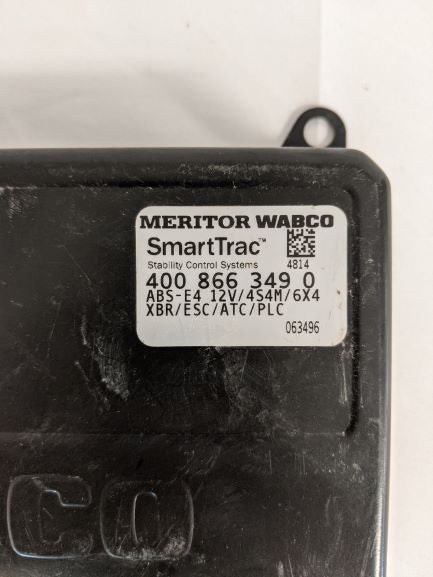 MERITOR WABCO
SmartTrac™
Stability Control Systems 4814
400 866 349 0
ABS-E4 12V/4S4M/6X4
XBR/ESC/ATC/PLC
063496
CO